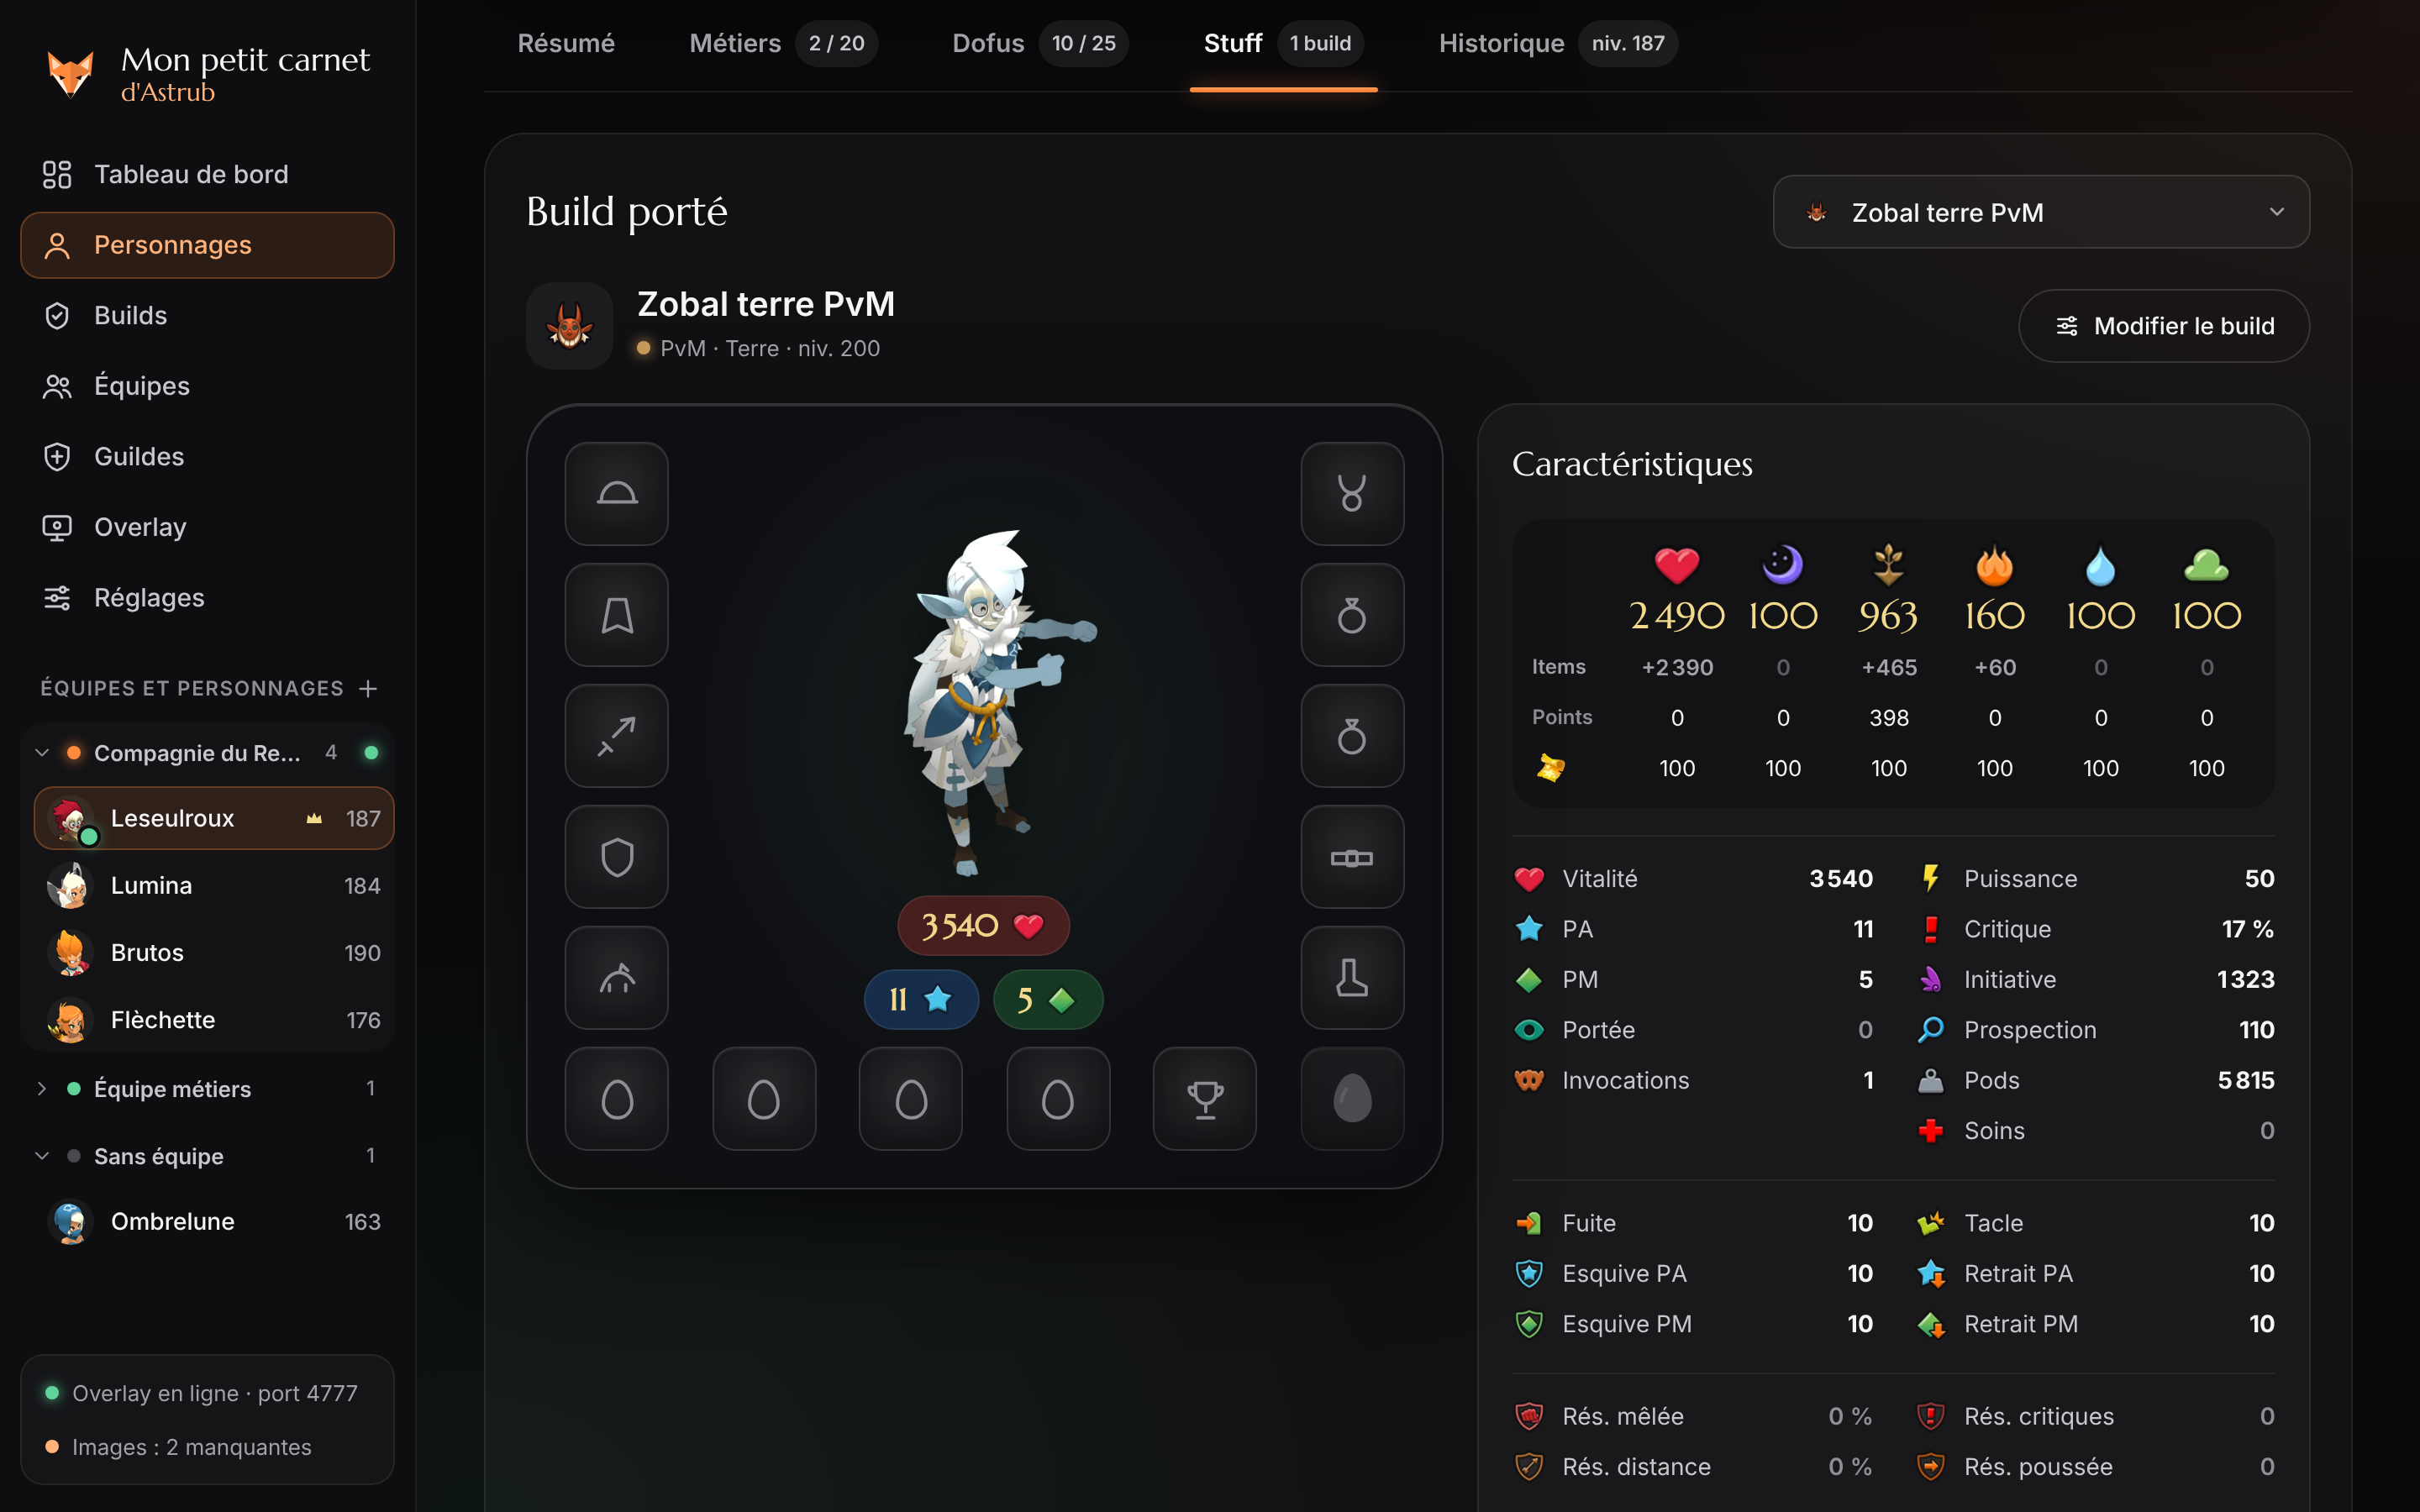 Mon petit carnet
d'Astrub
Tableau de bord
Personnages
Builds
Équipes
Guildes
Overlay
Réglages
ÉQUIPES ET PERSONNAGES
Compagnie du Re... 4
Leseulroux 187
Lumina 184
Brutos 190
Flèchette 176
Équipe métiers 1
Sans équipe 1
Ombrelune 163
Overlay en ligne · port 4777
Images : 2 manquantes
Résumé Métiers 2 / 20 Dofus 10 / 25 Stuff 1 build Historique niv. 187
Build porté
Zobal terre PvM
Zobal terre PvM
PvM · Terre · niv. 200
Modifier le build
3540
11 5
Caractéristiques
2 490 100 963 160 100 100
Items +2 390 0 +465 +60 0 0
Points 0 0 398 0 0 0
100 100 100 100 100 100
Vitalité 3 540 Puissance 50
PA 11 Critique 17 %
PM 5 Initiative 1 323
Portée 0 Prospection 110
Invocations 1 Pods 5 815
Soins 0
Fuite 10 Tacle 10
Esquive PA 10 Retrait PA 10
Esquive PM 10 Retrait PM 10
Rés. mêlée 0 % Rés. critiques 0
Rés. distance 0 % Rés. poussée 0